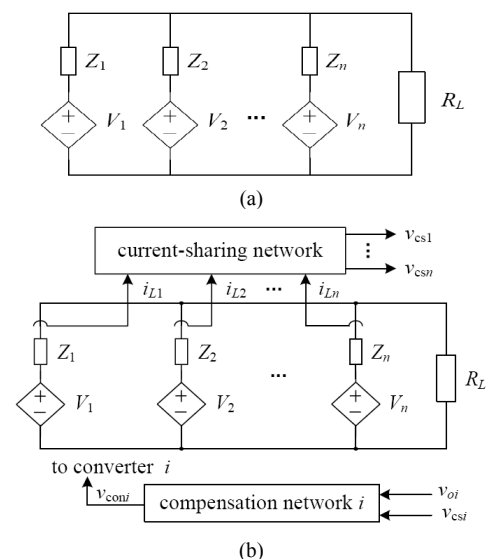 Z1 Z2 Zn
V1 V2 ... Vn RL
(a)
current-sharing network
vcs1
⋮
vcsn
iL1 iL2 ... iLn
Z1 Z2 Zn
V1 V2 ... Vn RL
to converter i
vconi
compensation network i
voi
vcsi
(b)